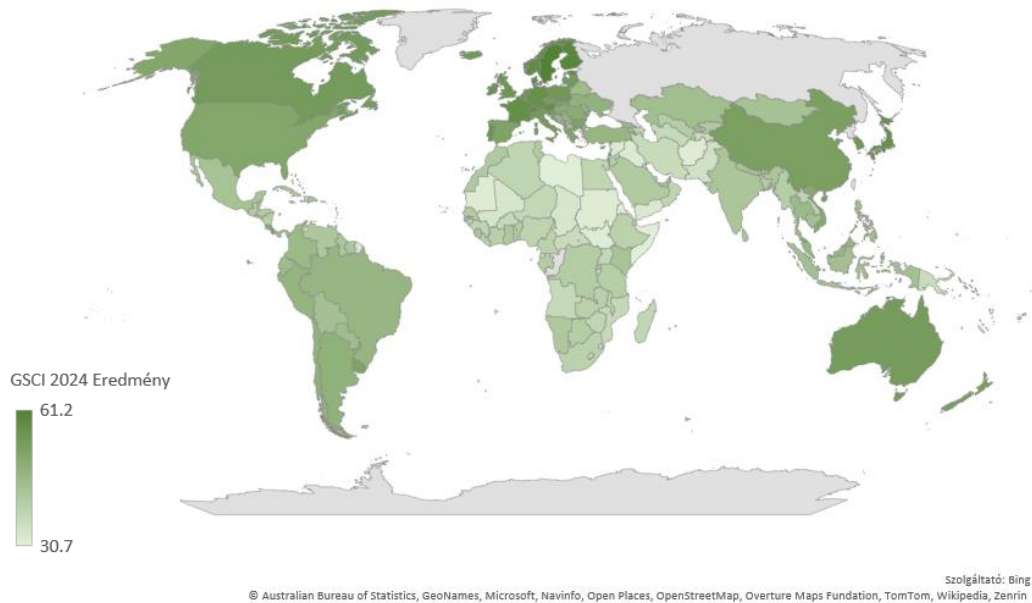 GSCI 2024 Eredmény
61.2
30.7
Szolgáltató: Bing
© Australian Bureau of Statistics, GeoNames, Microsoft, Navinfo, Open Places, OpenStreetMap, Overture Maps Fundation, TomTom, Wikipedia, Zenrin